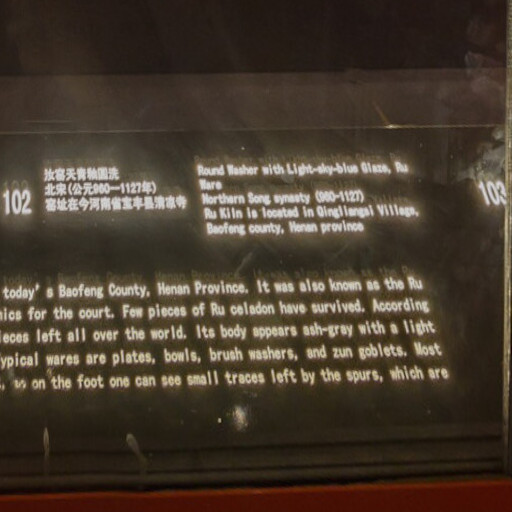 102
汝窑天青釉圆洗
北宋(公元960—1127年)
窑址在今河南省宝丰县清凉寺
Round Washer with Light-sky-blue Glaze, Ru
Ware
Northern Song synasty (960-1127)
Ru Kiln is located in Qingliangsi Village,
Baofeng county, Henan province
103
today's Baofeng County, Henan Province. It was also known as the Ru
mics for the court. Few pieces of Ru celadon have survived. According
ieces left all over the world. Its body appears ash-gray with a light
ypical wares are plates, bowls, brush washers, and zun goblets. Most
on the foot one can see small traces left by the spurs, which are